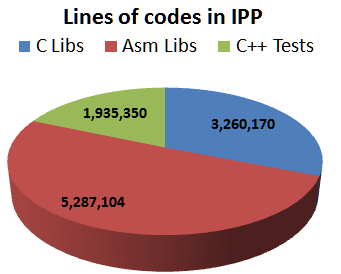 Lines of codes in IPP
C Libs Asm Libs C++ Tests
1,935,350
3,260,170
5,287,104